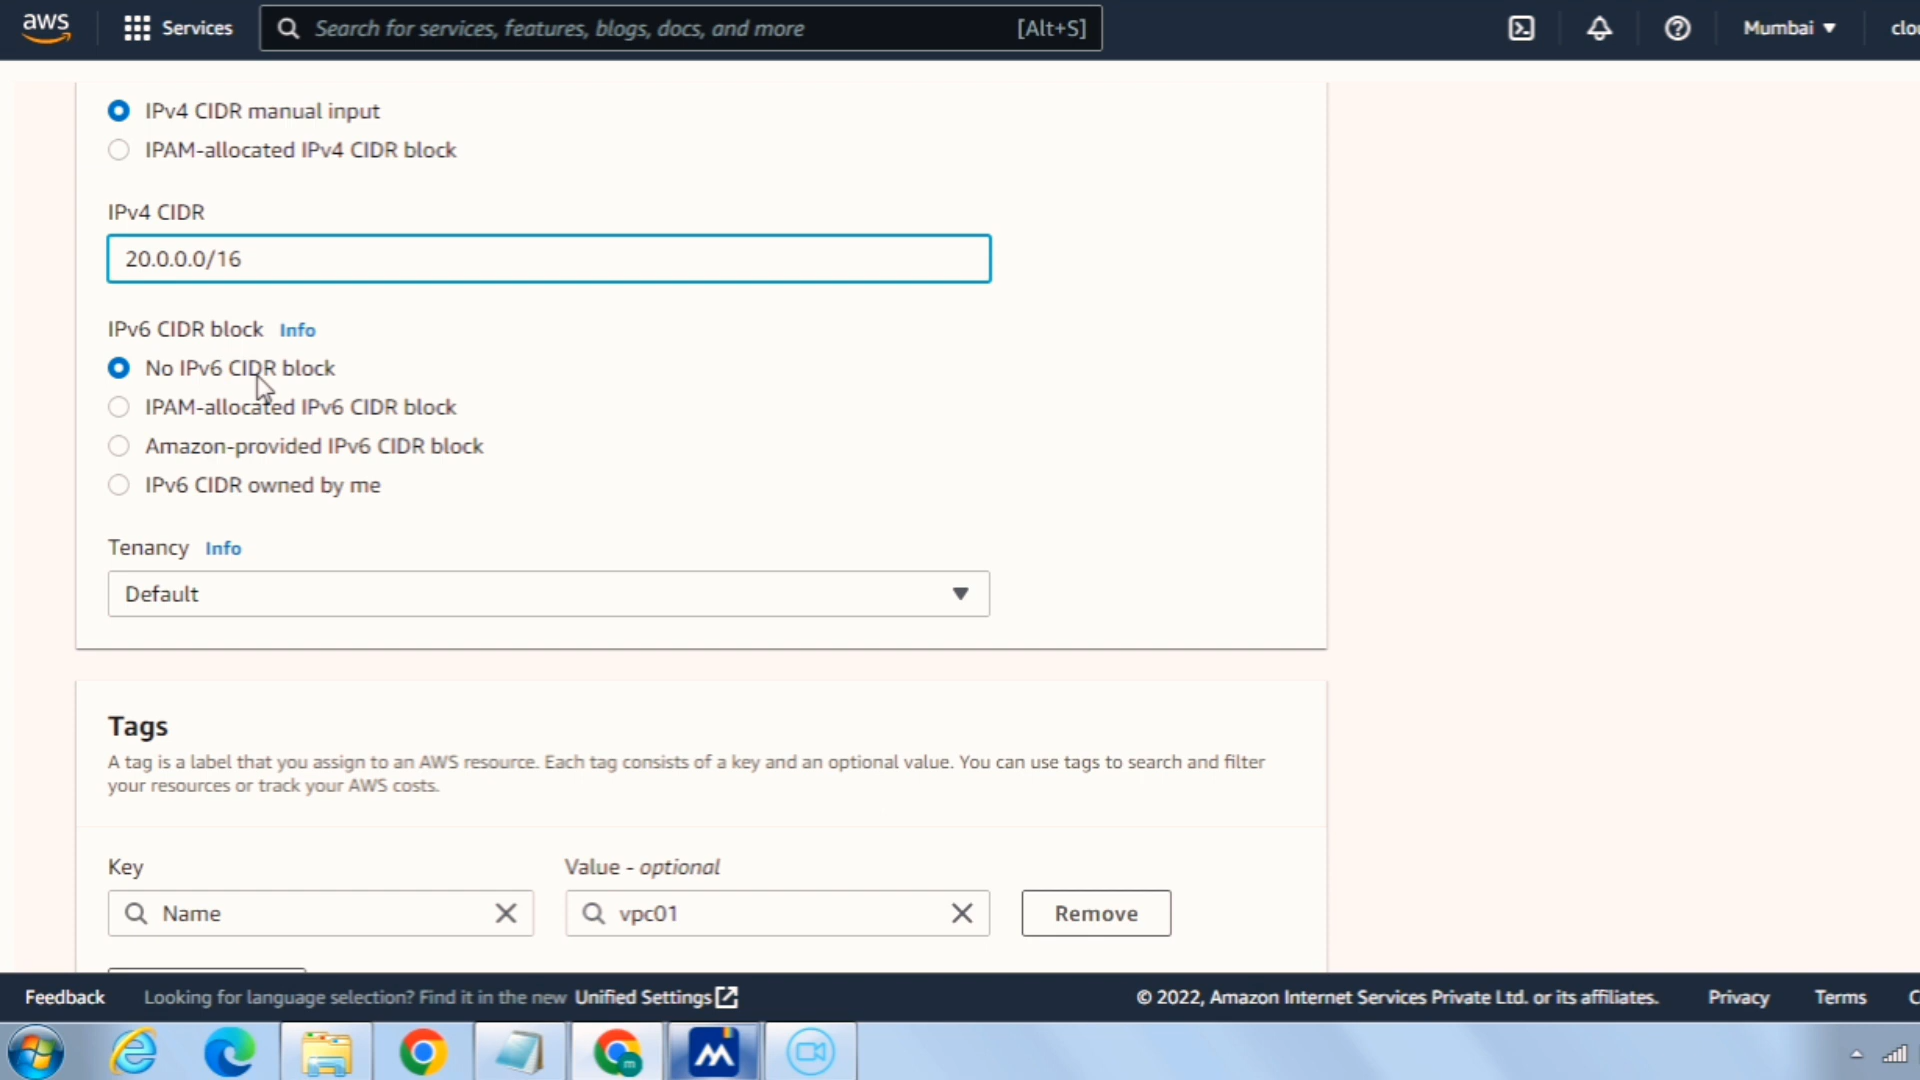 aws Services Search for services, features, blogs, docs, and more [Alt+S] Mumbai clou
IPv4 CIDR manual input
IPAM-allocated IPv4 CIDR block
IPv4 CIDR
20.0.0.0/16
IPv6 CIDR block Info
No IPv6 CIDR block
IPAM-allocated IPv6 CIDR block
Amazon-provided IPv6 CIDR block
IPv6 CIDR owned by me
Tenancy Info
Default
Tags
A tag is a label that you assign to an AWS resource. Each tag consists of a key and an optional value. You can use tags to search and filter
your resources or track your AWS costs.
Key Value - optional
Name vpc01 Remove
Feedback Looking for language selection? Find it in the new Unified Settings © 2022, Amazon Internet Services Private Ltd. or its affiliates. Privacy Terms C